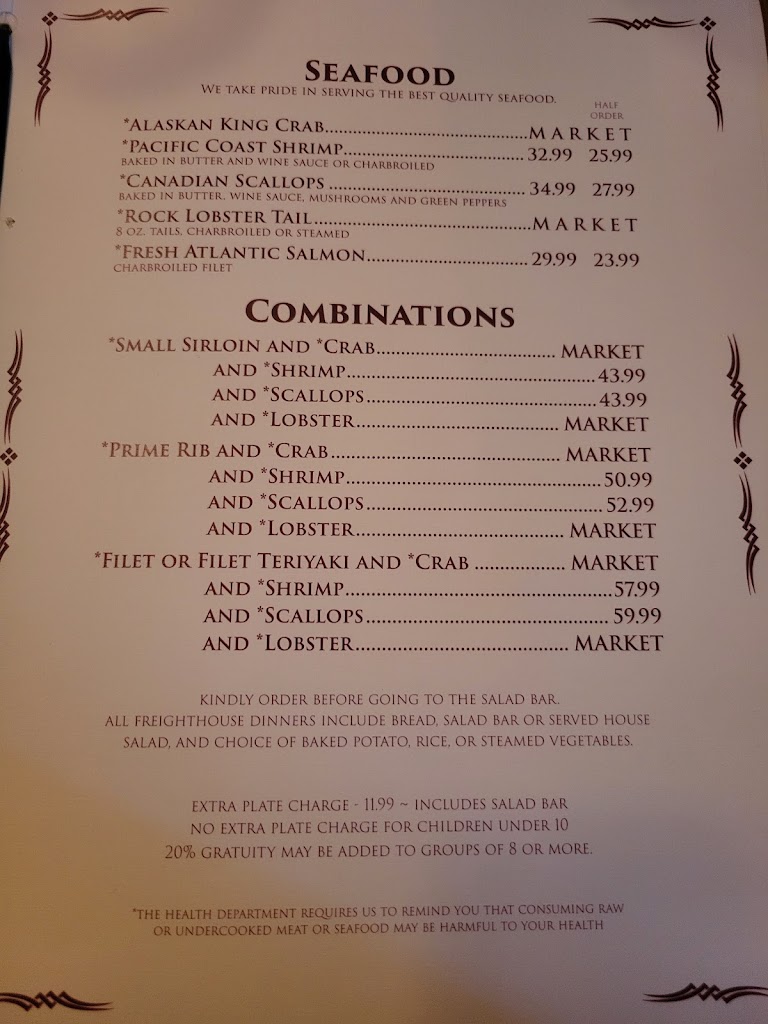 SEAFOOD
WE TAKE PRIDE IN SERVING THE BEST QUALITY SEAFOOD.
HALF
ORDER
*ALASKAN KING CRAB..................................MARKET
*PACIFIC COAST SHRIMP.............................. 32.99 25.99
BAKED IN BUTTER AND WINE SAUCE OR CHARBROILED
*CANADIAN SCALLOPS ................................. 34.99 27.99
BAKED IN BUTTER, WINE SAUCE, MUSHROOMS AND GREEN PEPPERS
*ROCK LOBSTER TAIL....................................MARKET
8 OZ. TAILS, CHARBROILED OR STEAMED
*FRESH ATLANTIC SALMON........................... 29.99 23.99
CHARBROILED FILET
COMBINATIONS
*SMALL SIRLOIN AND *CRAB............................... MARKET
AND *SHRIMP...........................................43.99
AND *SCALLOPS....................................... 43.99
AND *LOBSTER................................... MARKET
*PRIME RIB AND *CRAB....................................... MARKET
AND *SHRIMP............................................50.99
AND *SCALLOPS......................................... 52.99
AND *LOBSTER.................................... MARKET
*FILET OR FILET TERIYAKI AND *CRAB ................ MARKET
AND *SHRIMP..............................................57.99
AND *SCALLOPS.......................................... 59.99
AND *LOBSTER..................................... MARKET
KINDLY ORDER BEFORE GOING TO THE SALAD BAR.
ALL FREIGHTHOUSE DINNERS INCLUDE BREAD, SALAD BAR OR SERVED HOUSE
SALAD, AND CHOICE OF BAKED POTATO, RICE, OR STEAMED VEGETABLES.
EXTRA PLATE CHARGE - 11.99 ~ INCLUDES SALAD BAR
NO EXTRA PLATE CHARGE FOR CHILDREN UNDER 10
20% GRATUITY MAY BE ADDED TO GROUPS OF 8 OR MORE.
*THE HEALTH DEPARTMENT REQUIRES US TO REMIND YOU THAT CONSUMING RAW
OR UNDERCOOKED MEAT OR SEAFOOD MAY BE HARMFUL TO YOUR HEALTH